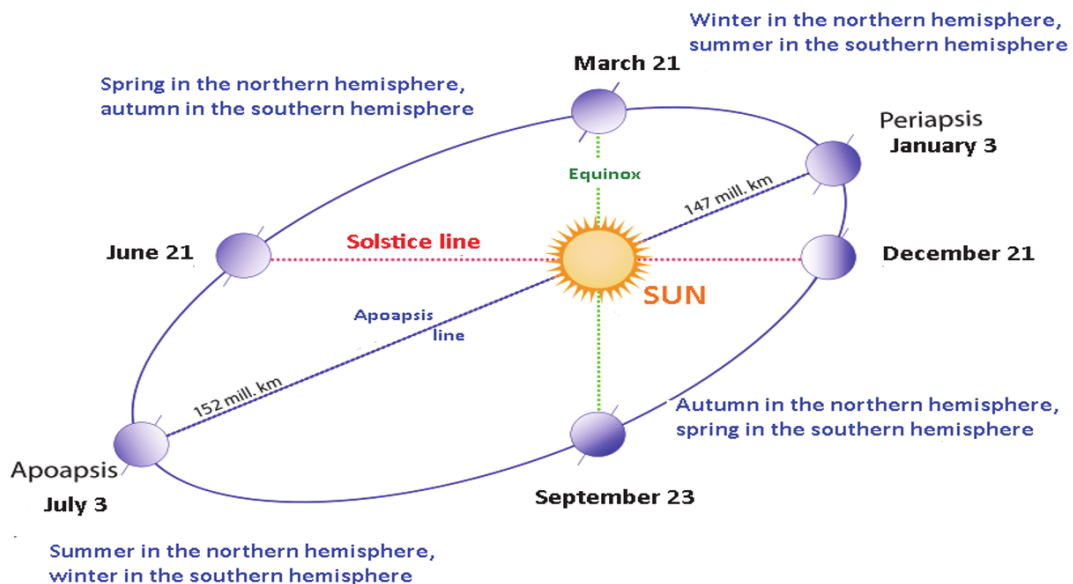 Winter in the northern hemisphere,
summer in the southern hemisphere
March 21
Spring in the northern hemisphere,
autumn in the southern hemisphere
Periapsis
January 3
Equinox
147 mill. km
June 21
Solstice line
December 21
SUN
Apoapsis
line
152 mill. km
Autumn in the northern hemisphere,
spring in the southern hemisphere
Apoapsis
July 3
September 23
Summer in the northern hemisphere,
winter in the southern hemisphere